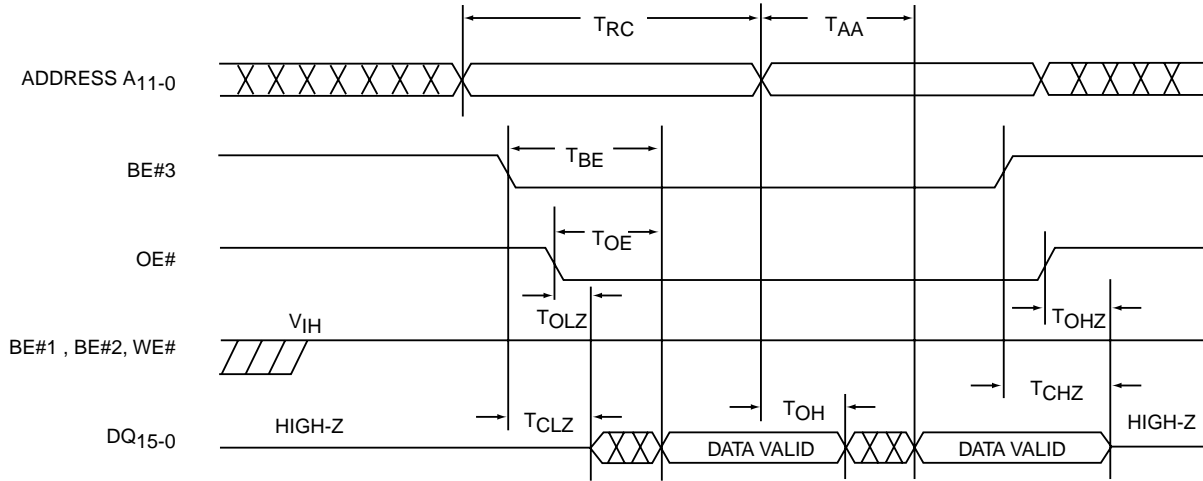 TRC
TAA
ADDRESS A11-0
TBE
BE#3
TOE
OE#
TOLZ
TOHZ
VIH
BE#1 , BE#2, WE#
TCHZ
TCLZ
TOH
HIGH-Z
HIGH-Z
DQ15-0
DATA VALID
DATA VALID